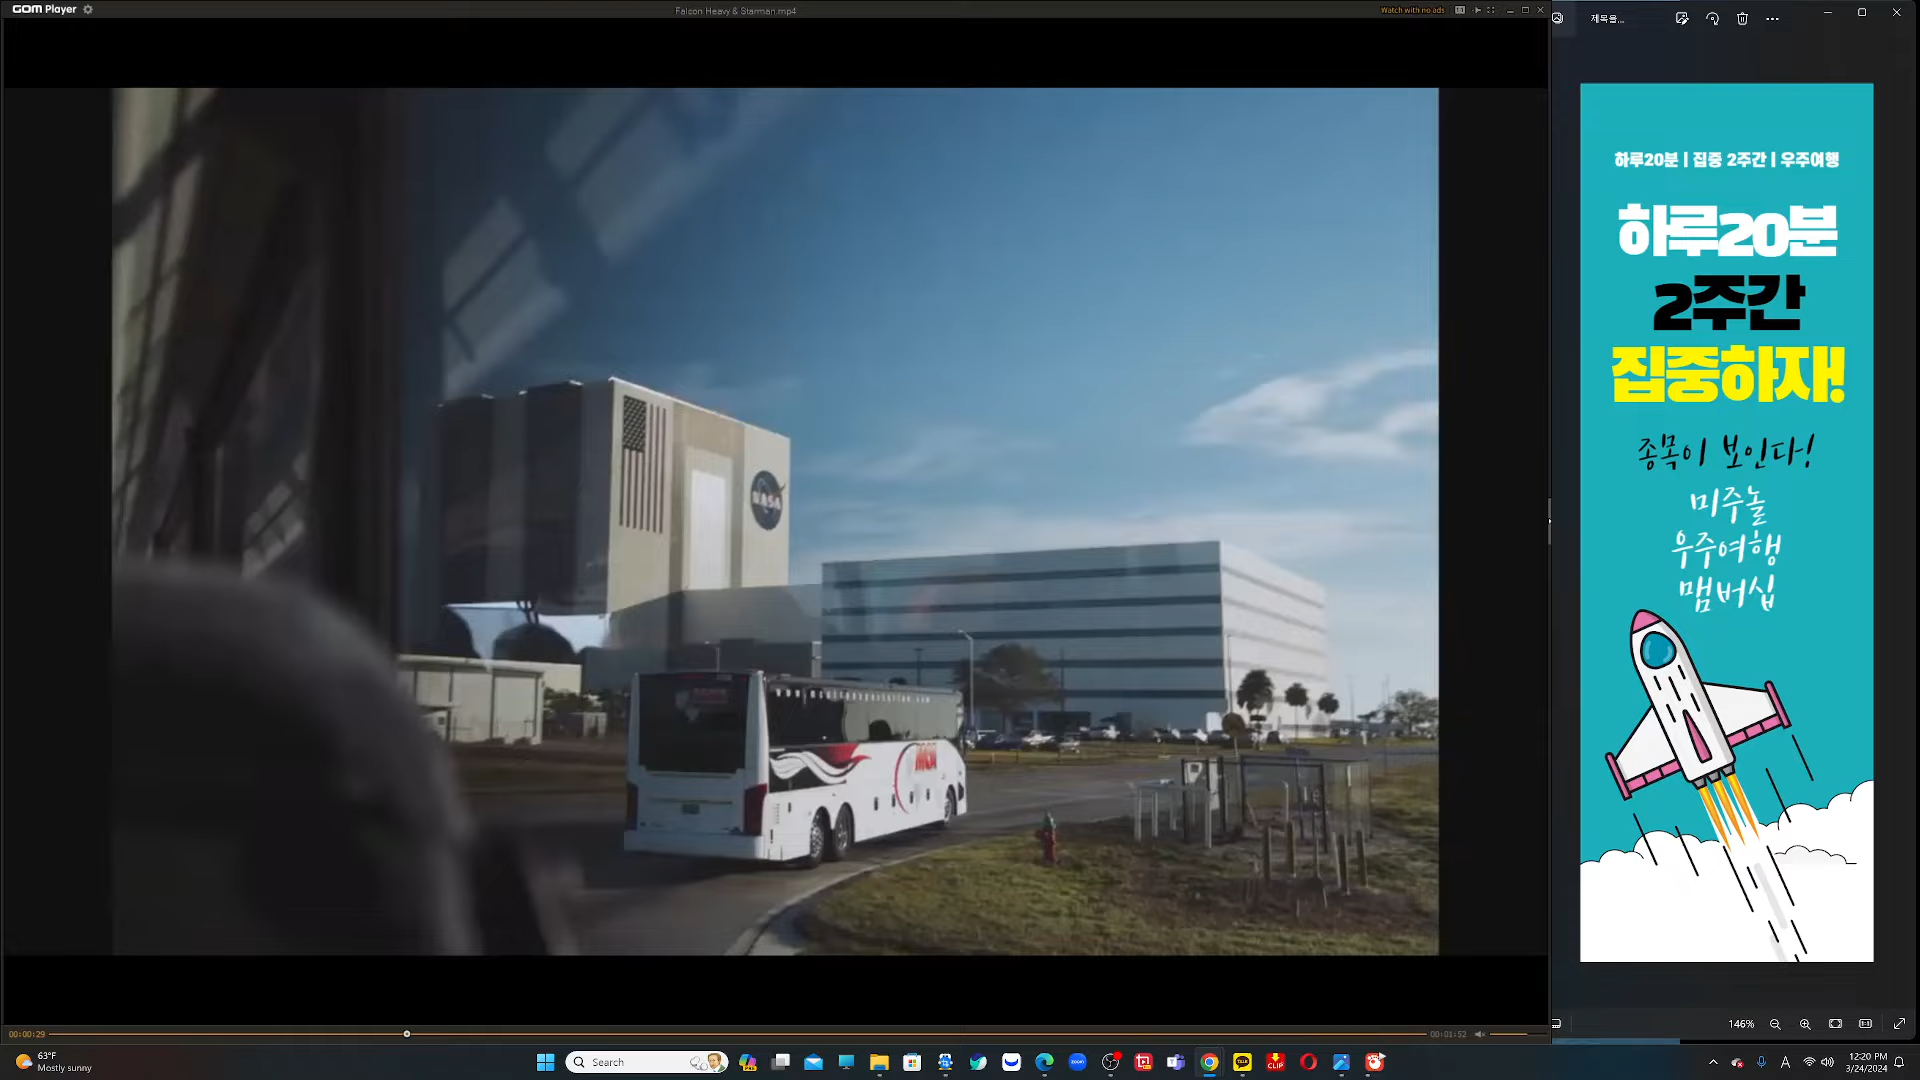 GOM Player
Falcon Heavy & Starman.mp4
Watch with no ads
제목을...
NASA
하루20분 | 집중 2주간 | 우주여행
하루20분
2주간
집중하자!
종목이 보인다!
미주놀
우주여행
맴버십
00:00:29
00:01:52
146%
63°F
Mostly sunny
Search
zoom
TALK
CLIP
A
12:20 PM
3/24/2024